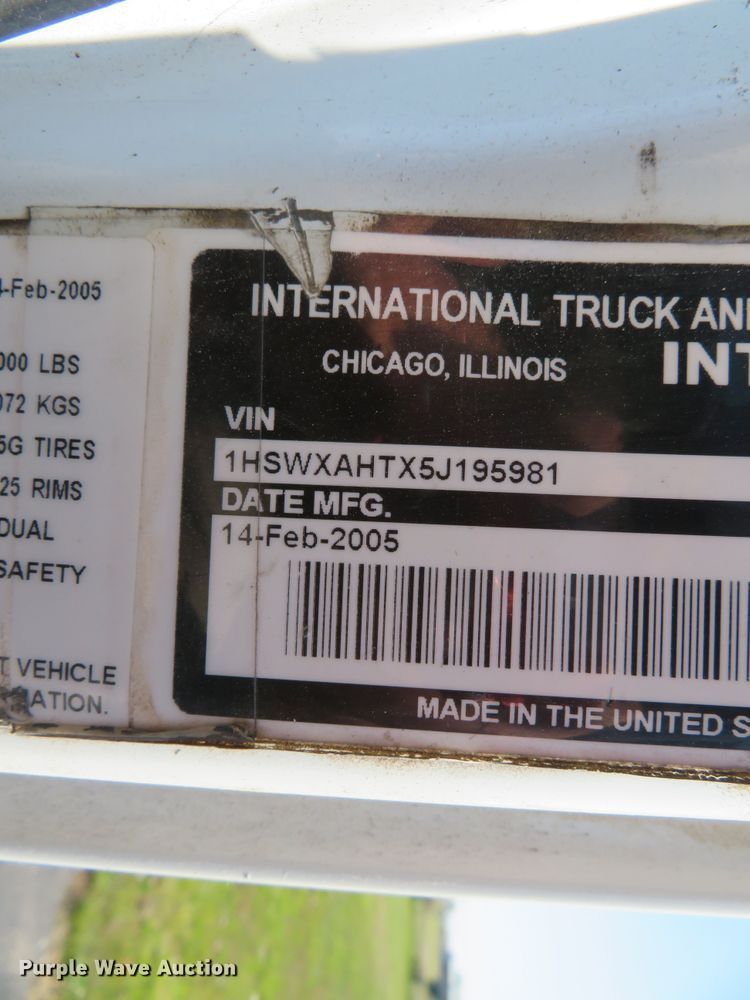 4-Feb-2005
000 LBS
072 KGS
5G TIRES
25 RIMS
DUAL
SAFETY
T VEHICLE
ATION.
INTERNATIONAL TRUCK AN
CHICAGO, ILLINOIS
INT
VIN
1HSWXAHTX5J195981
DATE MFG.
14-Feb-2005
MADE IN THE UNITED S
Purple Wave Auction